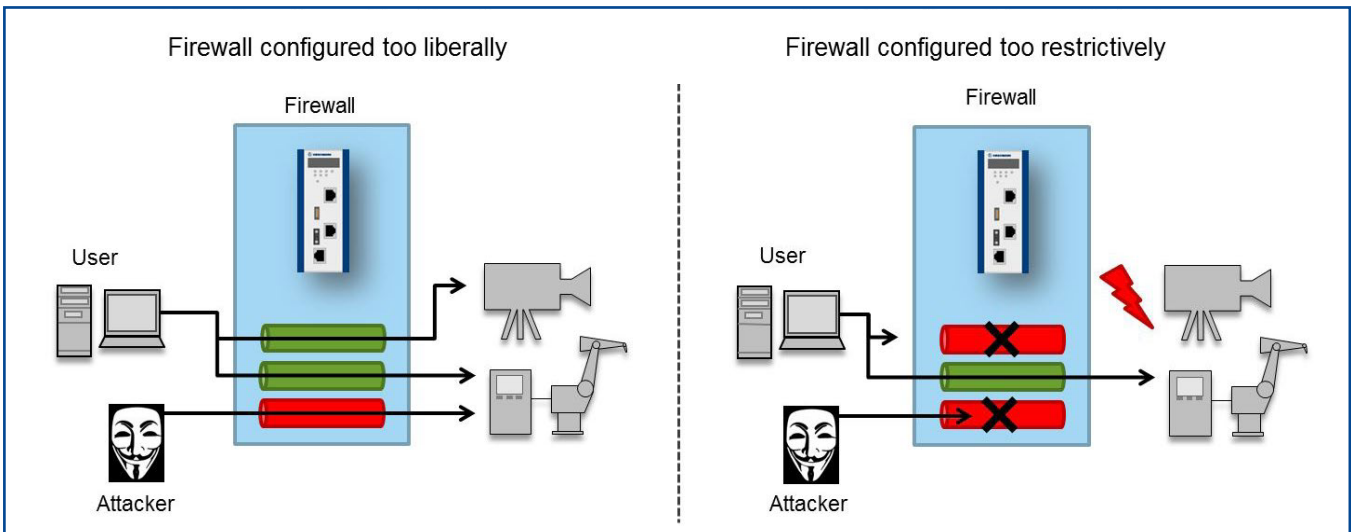 Firewall configured too liberally
Firewall
User
Attacker
Firewall configured too restrictively
Firewall
User
Attacker